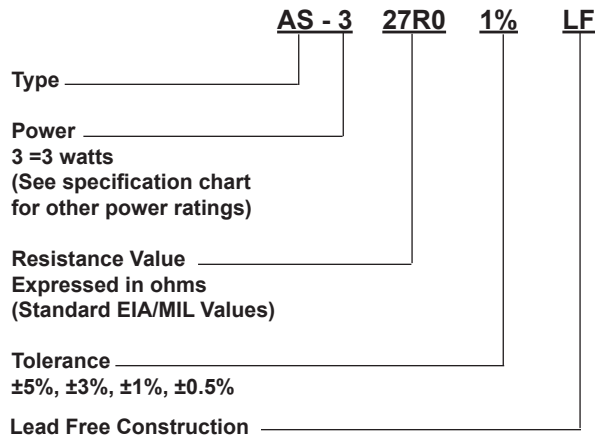 AS - 3 27R0 1% LF
Type
Power
3 =3 watts
(See specification chart
for other power ratings)
Resistance Value
Expressed in ohms
(Standard EIA/MIL Values)
Tolerance
±5%, ±3%, ±1%, ±0.5%
Lead Free Construction